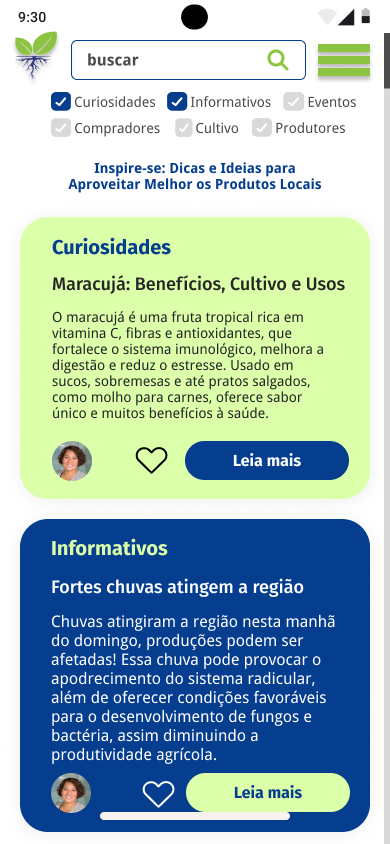 9:30
buscar
Curiosidades Informativos Eventos
Compradores Cultivo Produtores
Inspire-se: Dicas e Ideias para
Aproveitar Melhor os Produtos Locais
Curiosidades
Maracujá: Benefícios, Cultivo e Usos
O maracujá é uma fruta tropical rica em
vitamina C, fibras e antioxidantes, que
fortalece o sistema imunológico, melhora a
digestão e reduz o estresse. Usado em
sucos, sobremesas e até pratos salgados,
como molho para carnes, oferece sabor
único e muitos benefícios à saúde.
Leia mais
Informativos
Fortes chuvas atingem a região
Chuvas atingiram a região nesta manhã
do domingo, produções podem ser
afetadas! Essa chuva pode provocar o
apodrecimento do sistema radicular,
além de oferecer condições favoráveis
para o desenvolvimento de fungos e
bactéria, assim diminuindo a
produtividade agrícola.
Leia mais